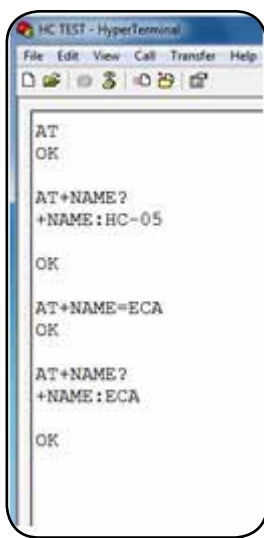 HC TEST - HyperTerminal
File Edit View Call Transfer Help
AT
OK
AT+NAME?
+NAME:HC-05
OK
AT+NAME=ECA
OK
AT+NAME?
+NAME:ECA
OK